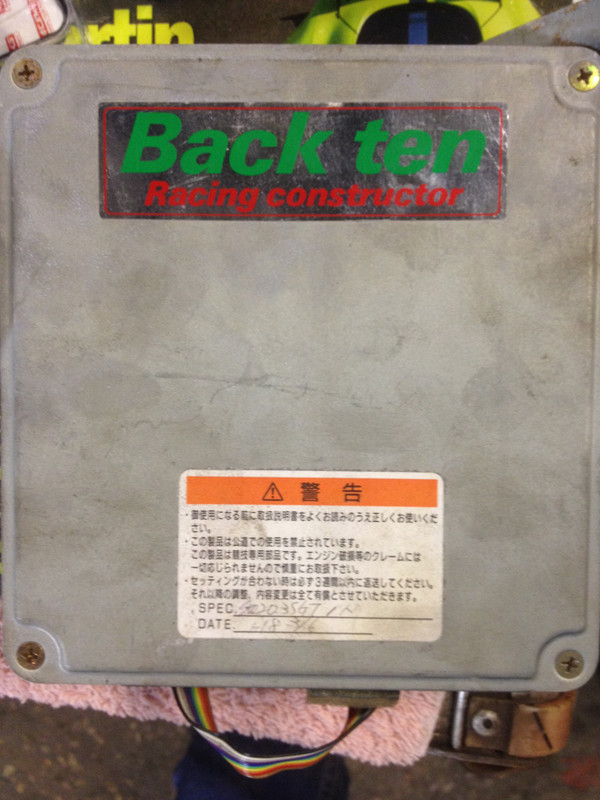 rtin
Back ten
Racing constructor
警告
・御使用になる前に取扱説明書をよくお読みのうえ正しくお使いくだ
さい。
・この製品は公道での使用を禁止されています。
この製品は競技専用部品です。エンジン破損等のクレームには
一切応じられませんので慎重にお取扱下さい。
・セッティングが合わない時は必ず3週間以内に返送してください。
それ以降の調整、内容変更は全て有償とさせていただきます。
SPEC.
DATE.